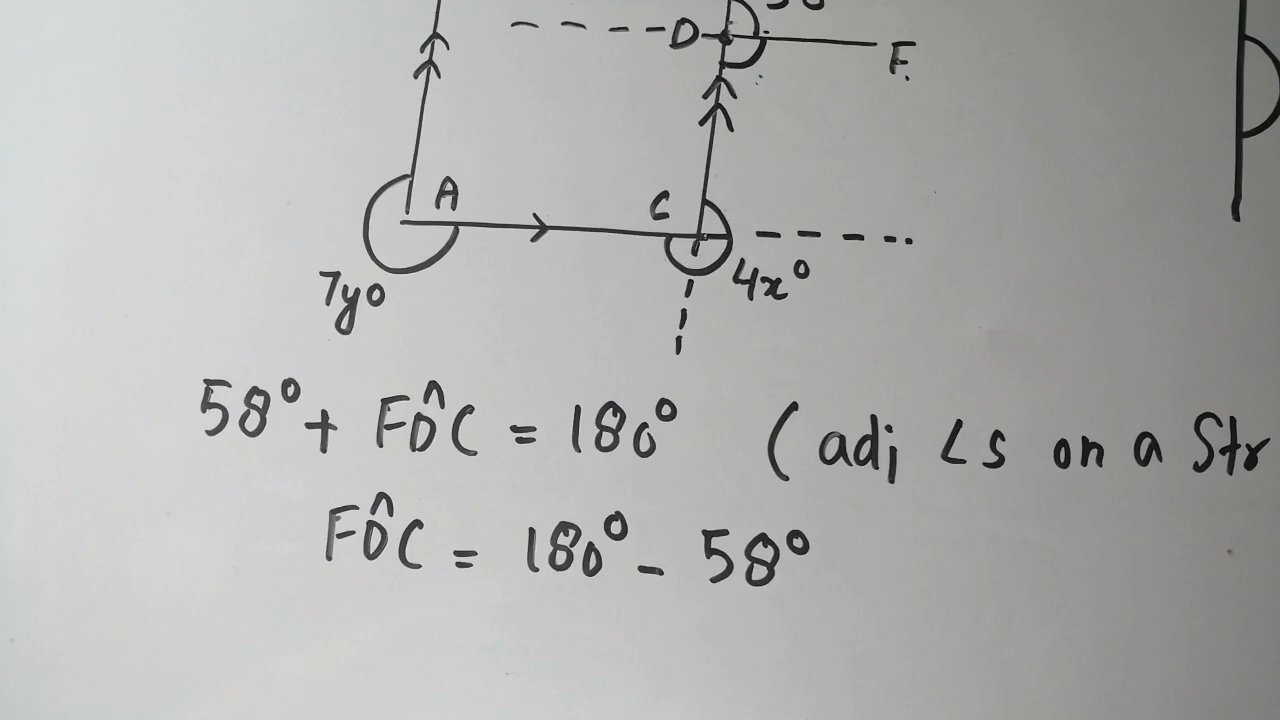 D F.
A C
7y° 4x°
58° + FD̂C = 180° (adj ∠s on a Str
FD̂C = 180° - 58°